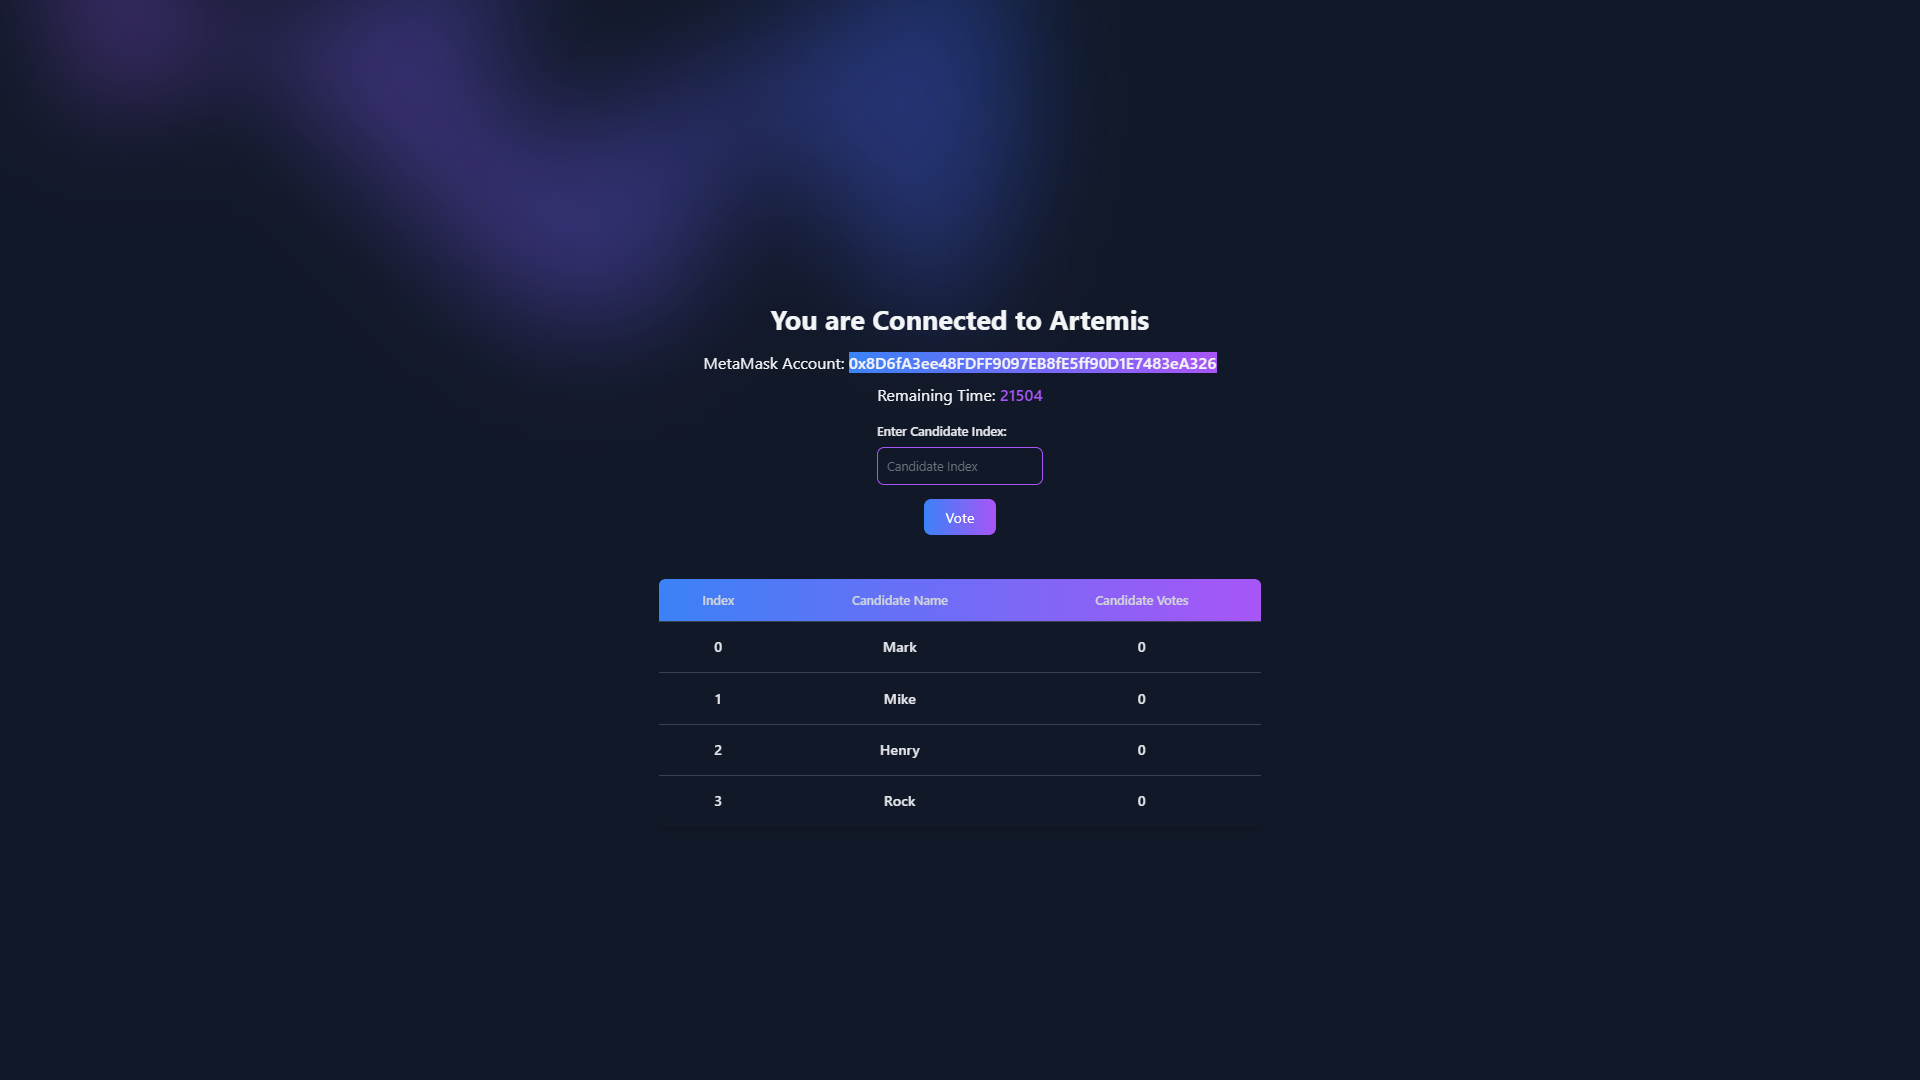 You are Connected to Artemis
MetaMask Account: 0x8D6fA3ee48FDFF9097EB8fE5ff90D1E7483eA326
Remaining Time: 21504
Enter Candidate Index:
Candidate Index
Vote
Index Candidate Name Candidate Votes
0 Mark 0
1 Mike 0
2 Henry 0
3 Rock 0